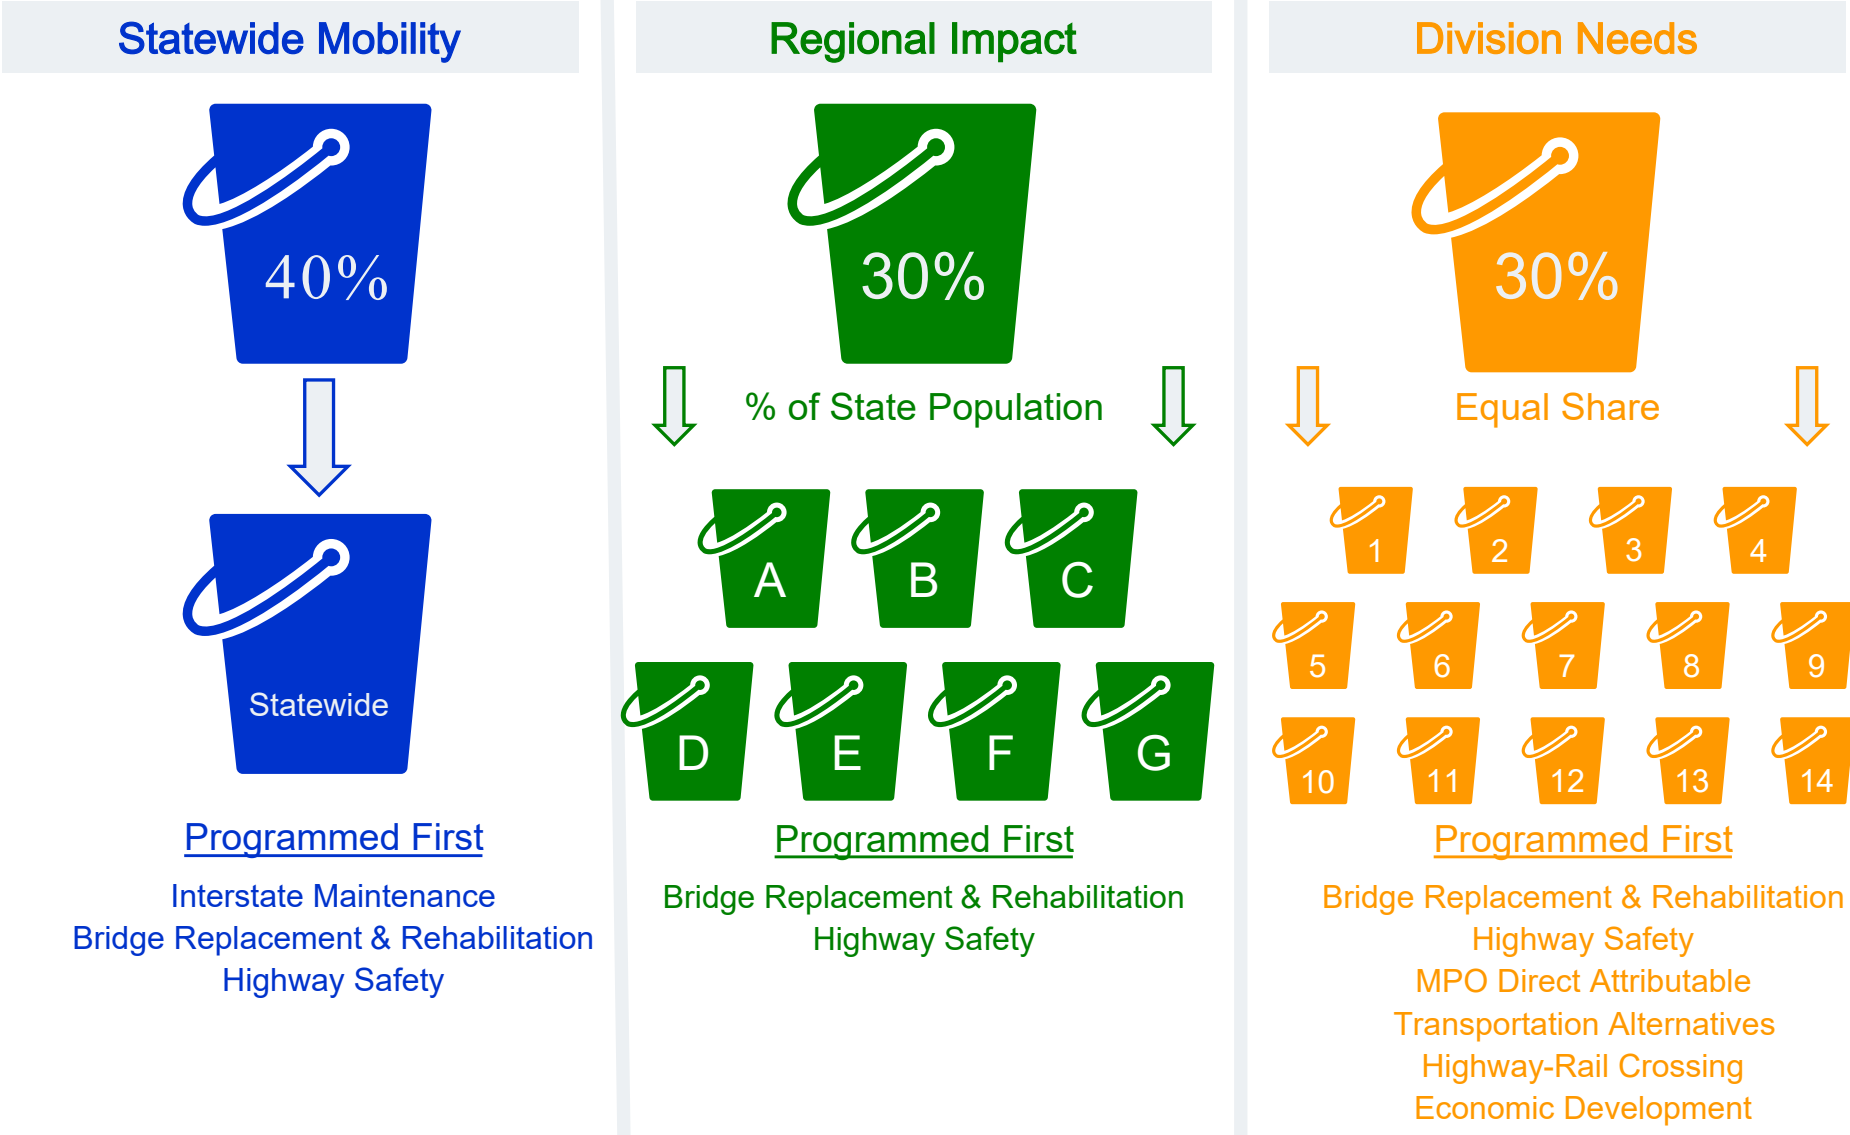 Statewide Mobility
40%
Statewide
Programmed First
Interstate Maintenance
Bridge Replacement & Rehabilitation
Highway Safety
Regional Impact
30%
% of State Population
A B C
D E F G
Programmed First
Bridge Replacement & Rehabilitation
Highway Safety
Division Needs
30%
Equal Share
1 2 3 4
5 6 7 8 9
10 11 12 13 14
Programmed First
Bridge Replacement & Rehabilitation
Highway Safety
MPO Direct Attributable
Transportation Alternatives
Highway-Rail Crossing
Economic Development